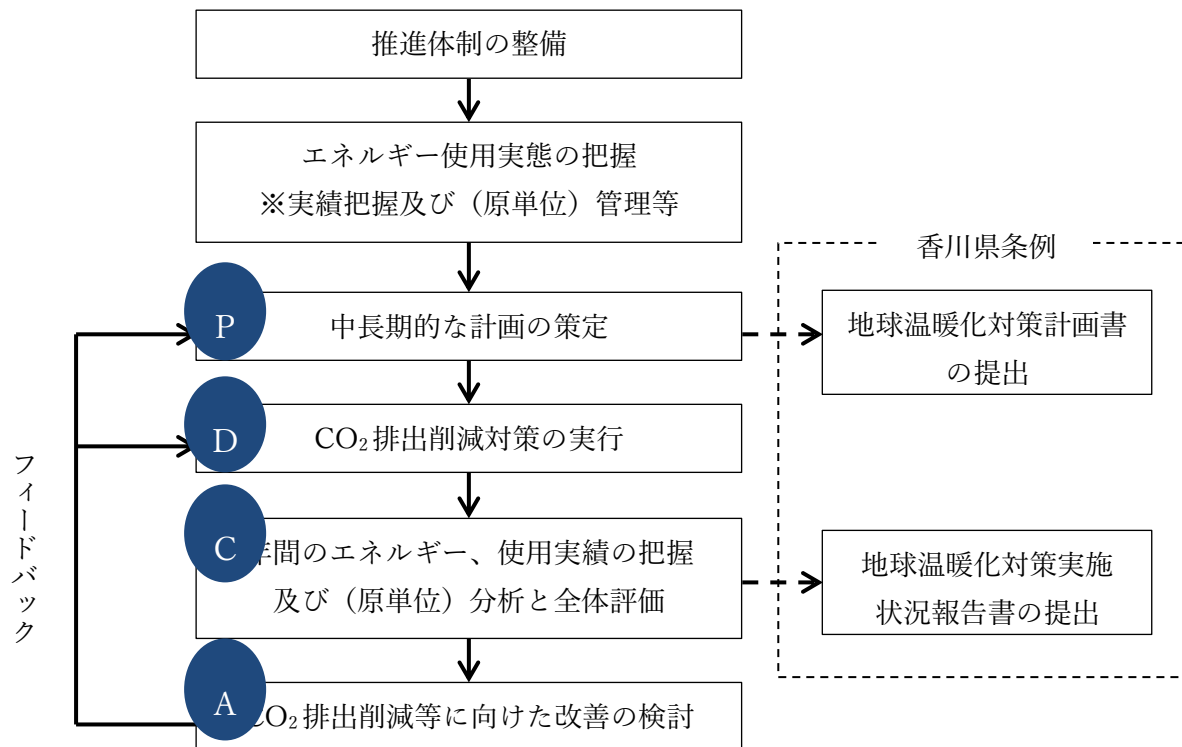 推進体制の整備
エネルギー使用実態の把握
※実績把握及び（原単位）管理等
香川県条例
P
中長期的な計画の策定
地球温暖化対策計画書
の提出
D
CO₂排出削減対策の実行
フィードバック
C
年間のエネルギー、使用実績の把握
及び（原単位）分析と全体評価
地球温暖化対策実施
状況報告書の提出
A
CO₂排出削減等に向けた改善の検討